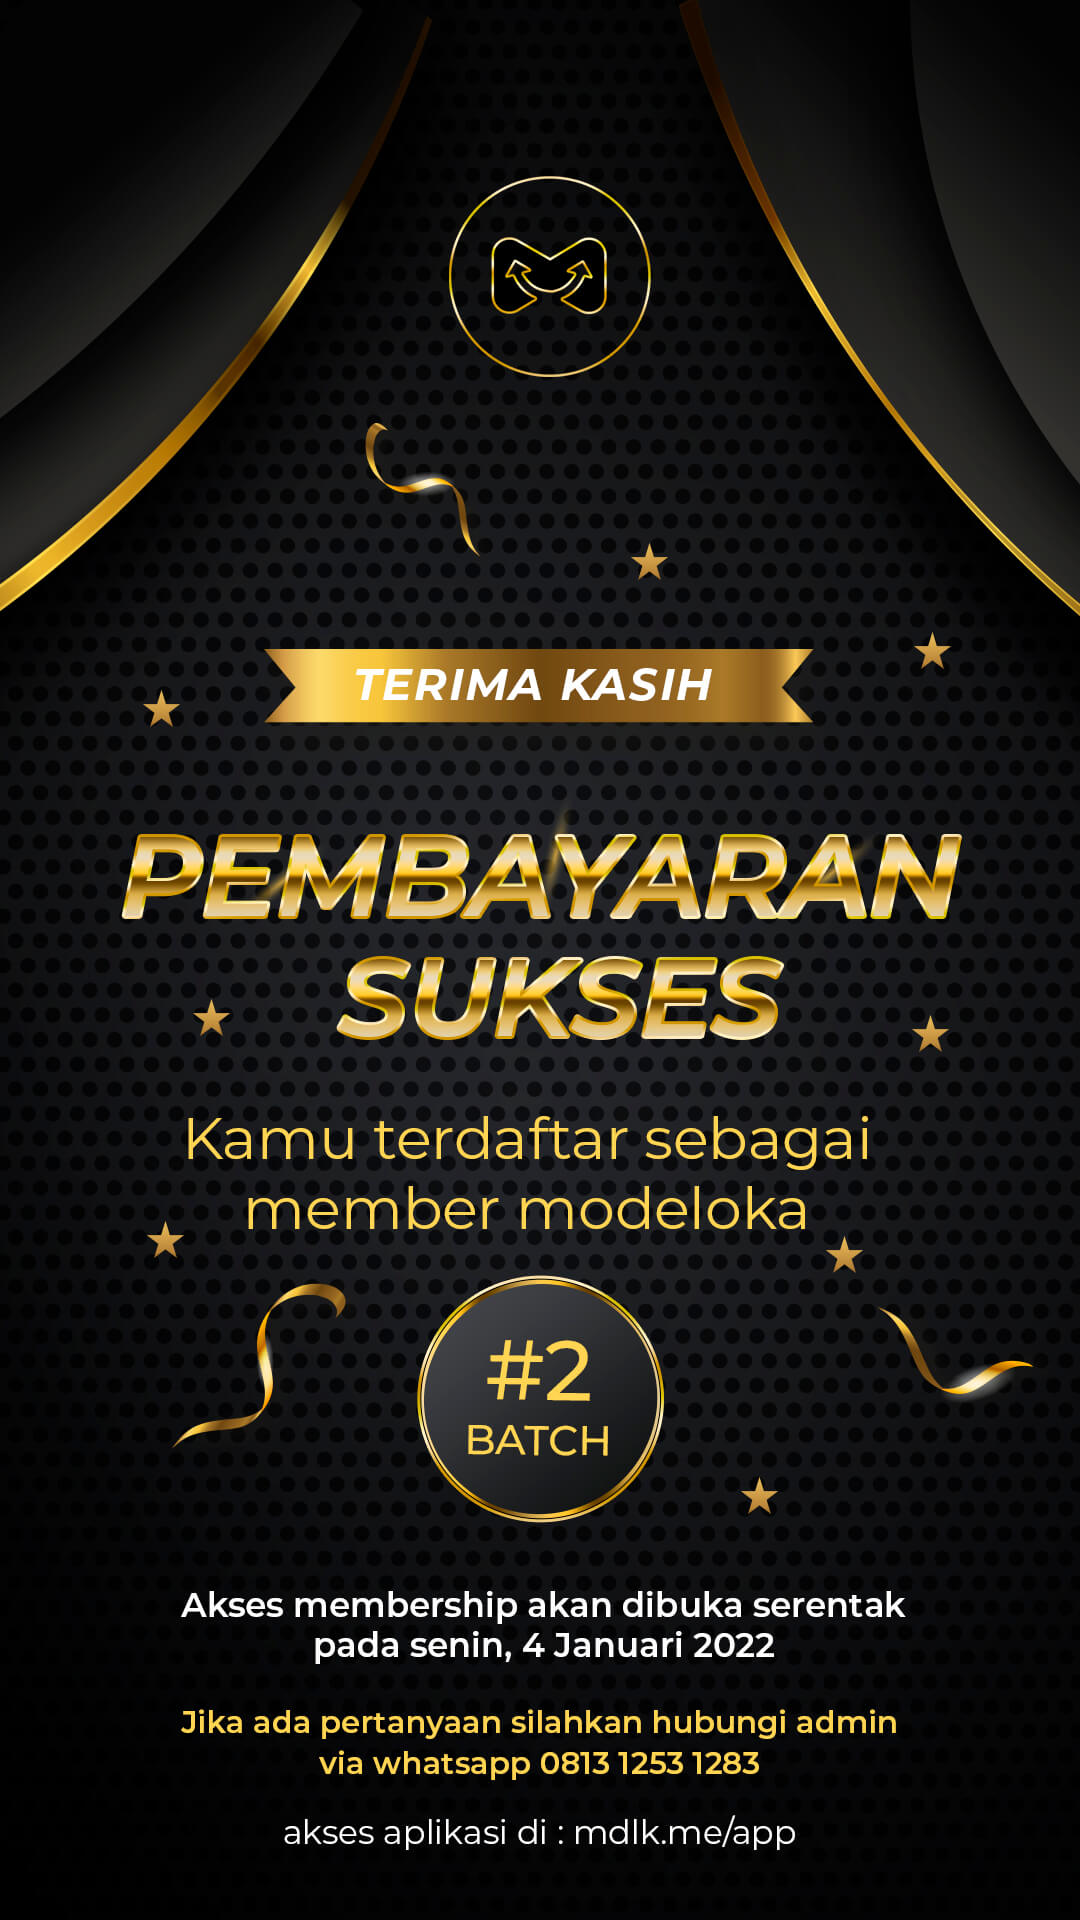 TERIMA KASIH
PEMBAYARAN
SUKSES
Kamu terdaftar sebagai
member modeloka
#2
BATCH
Akses membership akan dibuka serentak
pada senin, 4 Januari 2022
Jika ada pertanyaan silahkan hubungi admin
via whatsapp 0813 1253 1283
akses aplikasi di : mdlk.me/app